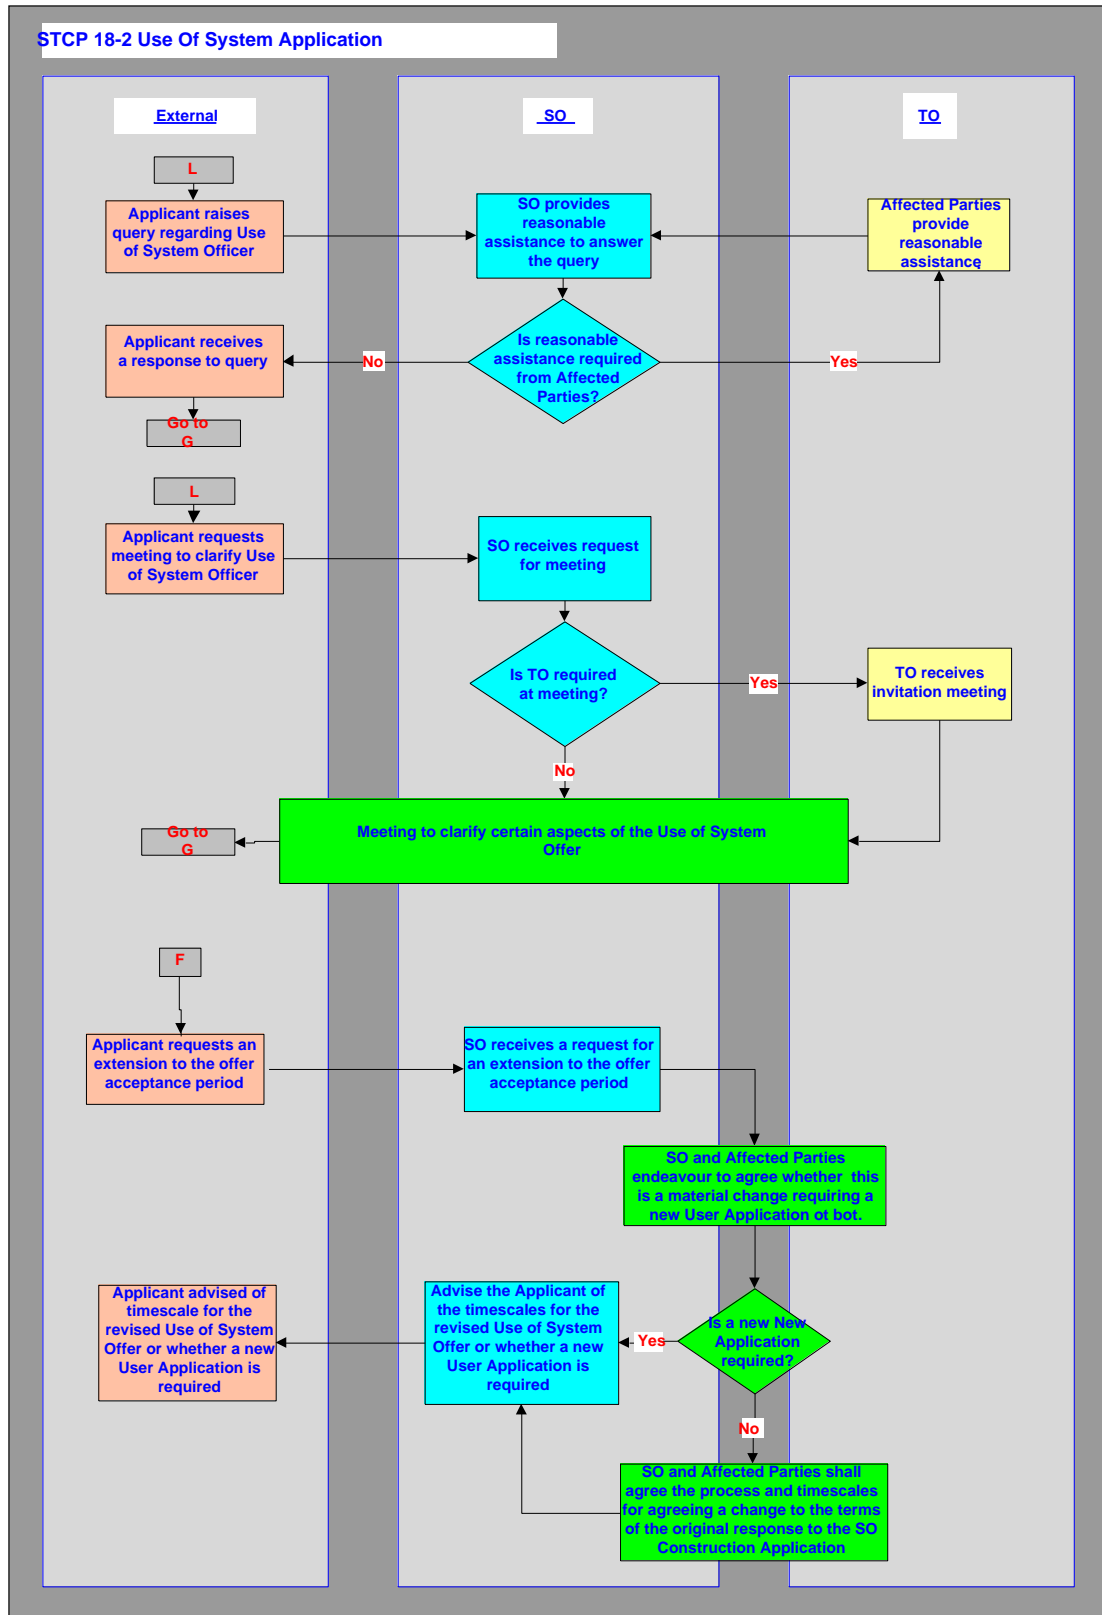 STCP 18-2 Use Of System Application
External
SO
TO
L
Applicant raises
query regarding Use
of System Officer
SO provides
reasonable
assistance to answer
the query
Affected Parties
provide
reasonable
assistance
Applicant receives
a response to query
No
Is reasonable
assistance required
from Affected
Parties?
Yes
Go to
G
L
Applicant requests
meeting to clarify Use
of System Officer
SO receives request
for meeting
Is TO required
at meeting?
Yes
TO receives
invitation meeting
No
Meeting to clarify certain aspects of the Use of System
Offer
Go to
G
F
Applicant requests an
extension to the offer
acceptance period
SO receives a request for
an extension to the offer
acceptance period
SO and Affected Parties
endeavour to agree whether this
is a material change requiring a
new User Application ot bot.
Applicant advised of
timescale for the
revised Use of System
Offer or whether a new
User Application is
required
Advise the Applicant of
the timescales for the
revised Use of System
Offer or whether a new
User Application is
required
Yes
Is a new New
Application
required?
No
SO and Affected Parties shall
agree the process and timescales
for agreeing a change to the terms
of the original response to the SO
Construction Application